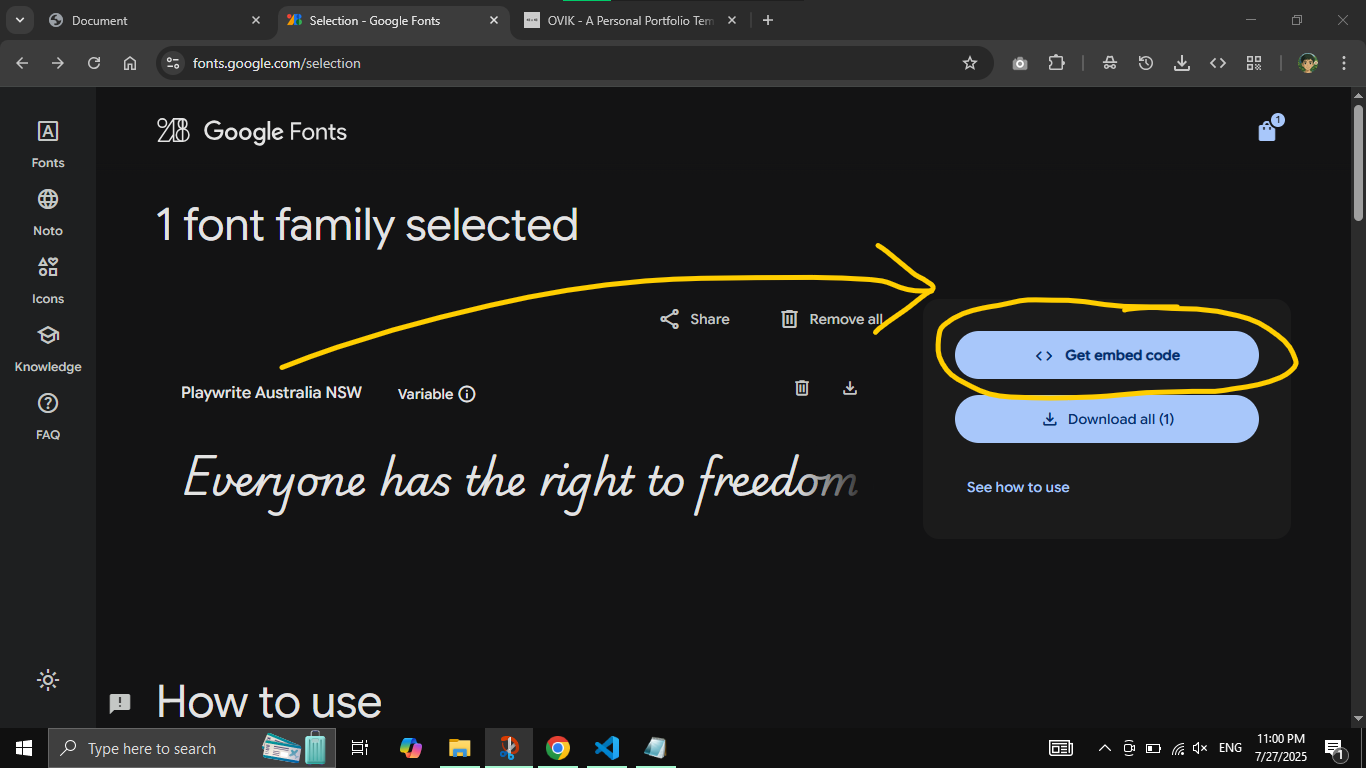 Document
Selection - Google Fonts
OVIK - A Personal Portfolio Tem
fonts.google.com/selection
Fonts
Noto
Icons
Knowledge
FAQ
Google Fonts
1
1 font family selected
Share
Remove all
Get embed code
Download all (1)
See how to use
Playwrite Australia NSW
Variable
Everyone has the right to freedom
How to use
Type here to search
ENG
11:00 PM
7/27/2025
1